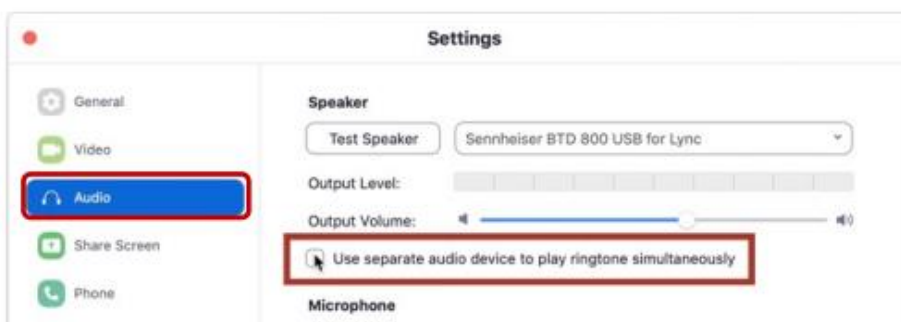 Settings
General
Video
Audio
Share Screen
Phone
Speaker
Test Speaker
Sennheiser BTD 800 USB for Lync
Output Level:
Output Volume:
Use separate audio device to play ringtone simultaneously
Microphone